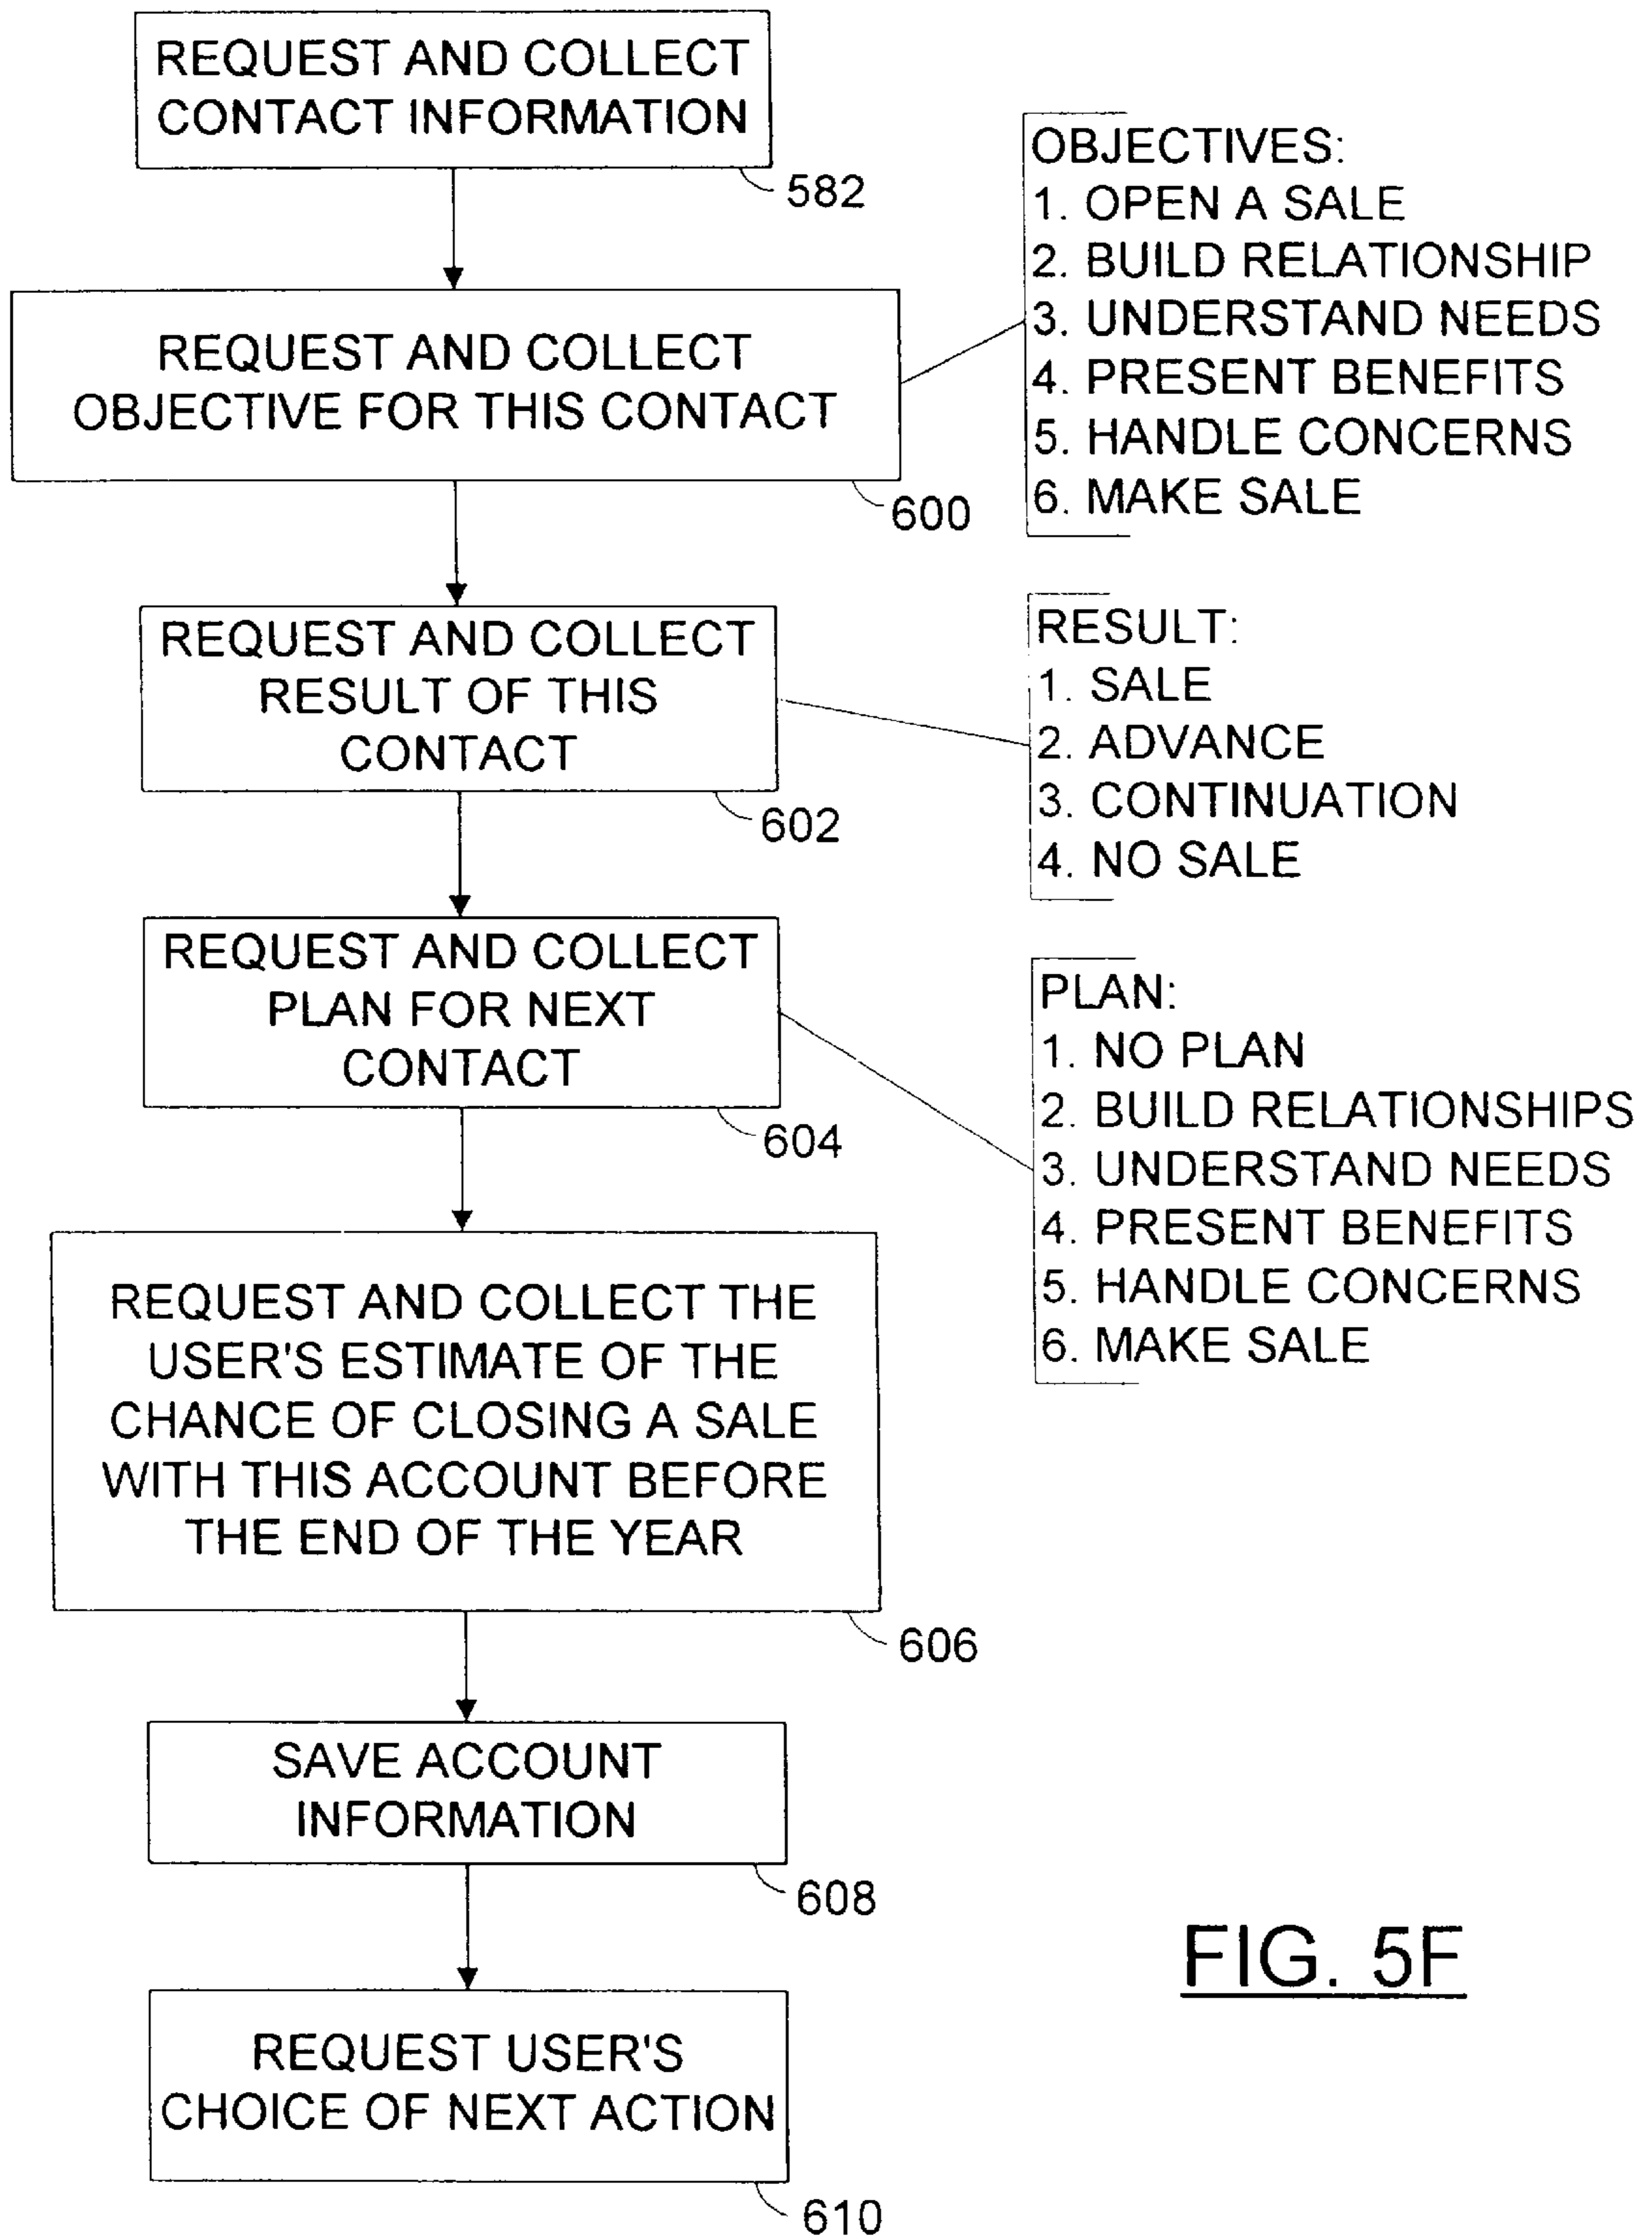 REQUEST AND COLLECT
CONTACT INFORMATION
582
REQUEST AND COLLECT
OBJECTIVE FOR THIS CONTACT
600
OBJECTIVES:
1. OPEN A SALE
2. BUILD RELATIONSHIP
3. UNDERSTAND NEEDS
4. PRESENT BENEFITS
5. HANDLE CONCERNS
6. MAKE SALE
REQUEST AND COLLECT
RESULT OF THIS
CONTACT
602
RESULT:
1. SALE
2. ADVANCE
3. CONTINUATION
4. NO SALE
REQUEST AND COLLECT
PLAN FOR NEXT
CONTACT
604
PLAN:
1. NO PLAN
2. BUILD RELATIONSHIPS
3. UNDERSTAND NEEDS
4. PRESENT BENEFITS
5. HANDLE CONCERNS
6. MAKE SALE
REQUEST AND COLLECT THE
USER'S ESTIMATE OF THE
CHANCE OF CLOSING A SALE
WITH THIS ACCOUNT BEFORE
THE END OF THE YEAR
606
SAVE ACCOUNT
INFORMATION
608
REQUEST USER'S
CHOICE OF NEXT ACTION
610
FIG. 5F